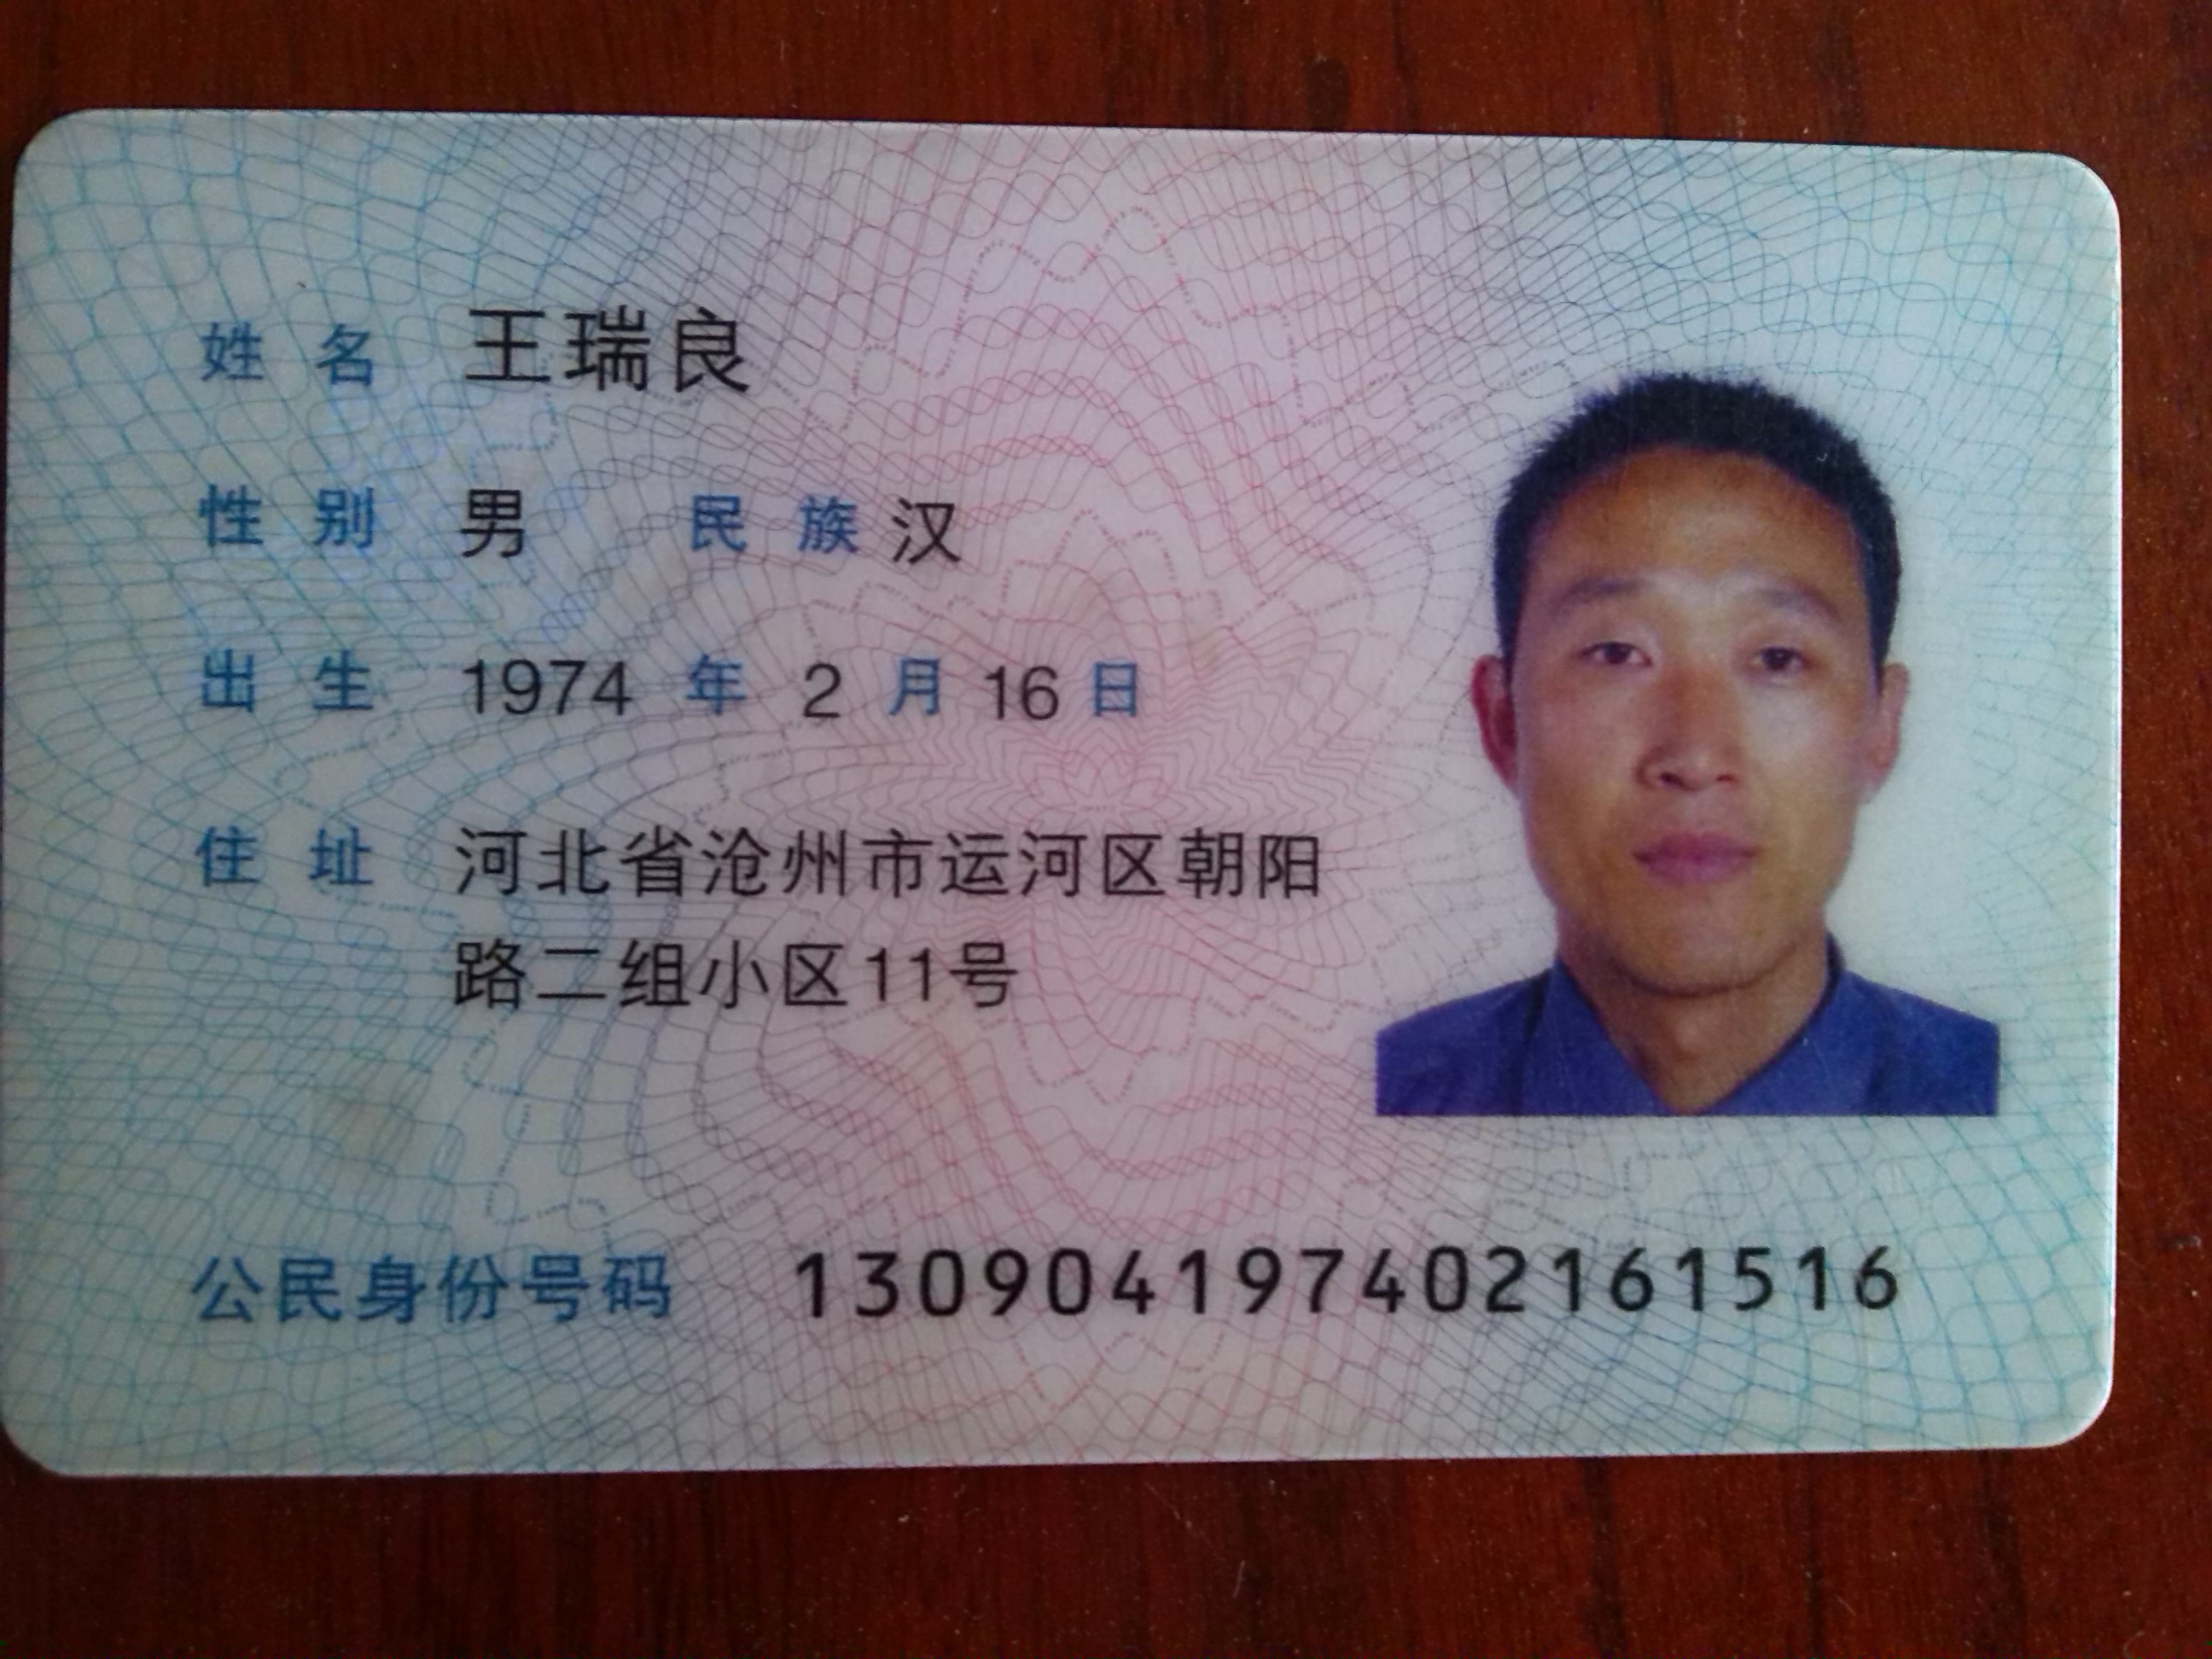 姓名 王瑞良
性别 男 民族 汉
出生 1974 年 2 月 16 日
住址 河北省沧州市运河区朝阳
路二组小区11号
公民身份号码 130904197402161516